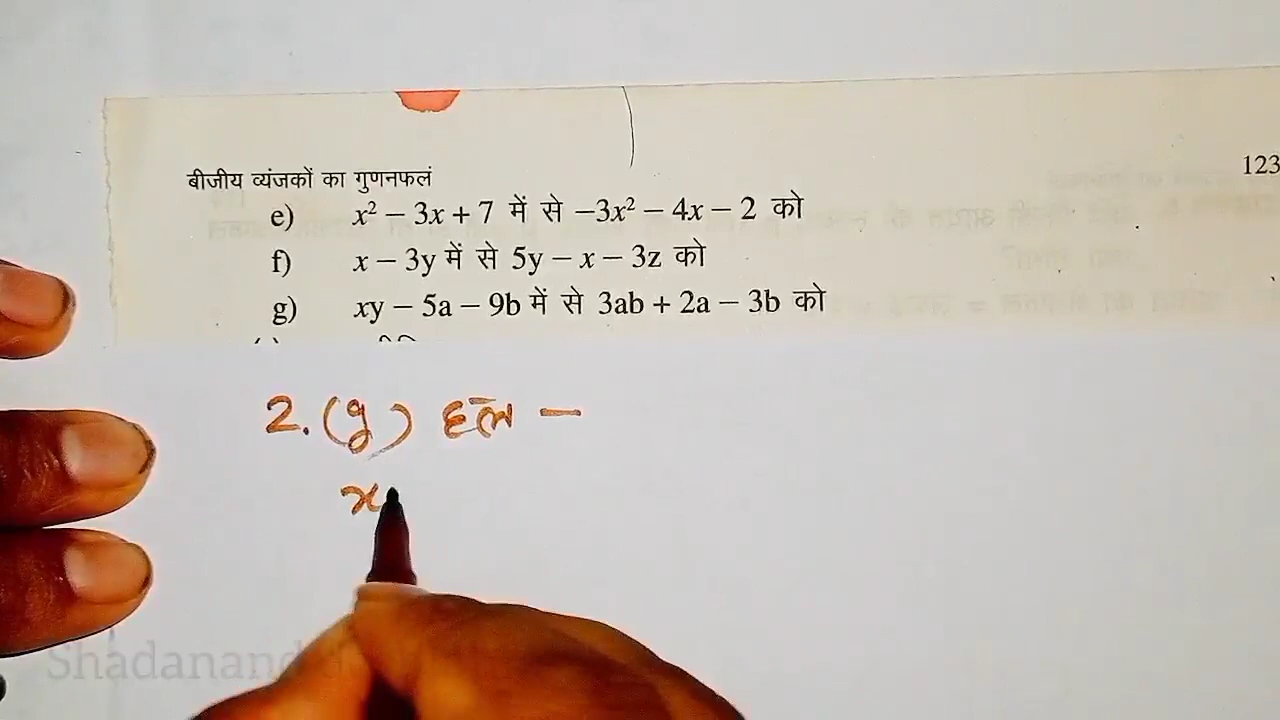 बीजीय व्यंजकों का गुणनफलं
123
e) x² − 3x + 7 में से −3x² − 4x − 2 को
f) x − 3y में से 5y − x − 3z को
g) xy − 5a − 9b में से 3ab + 2a − 3b को
2. (g) हल —
x
Shadanand